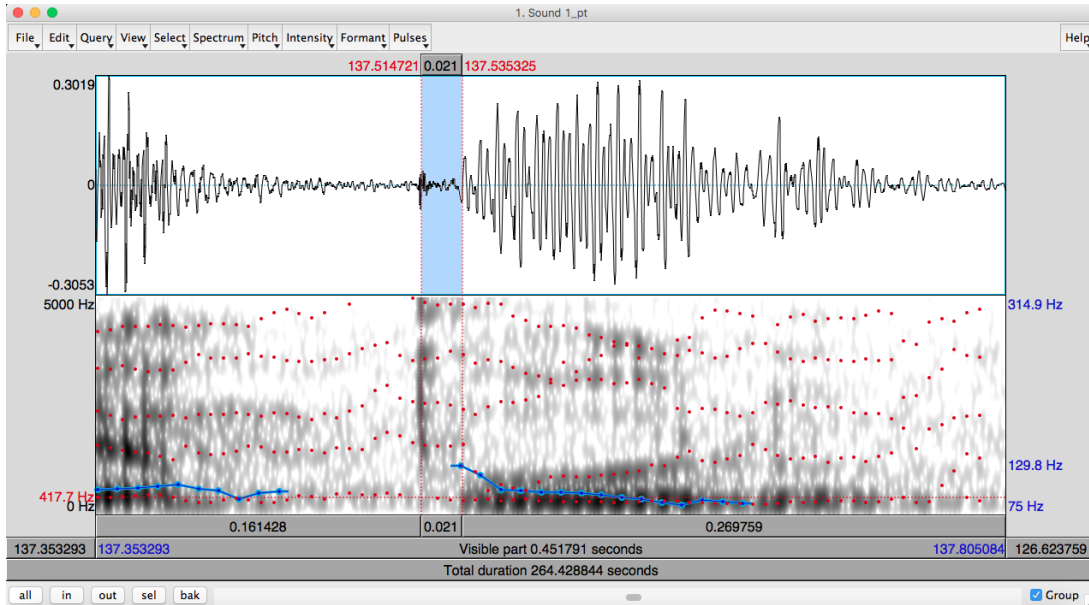 1. Sound 1_pt
File Edit Query View Select Spectrum Pitch Intensity Formant Pulses Help
137.514721 0.021 137.535325
0.3019
0
-0.3053
5000 Hz 314.9 Hz
129.8 Hz
417.7 Hz
0 Hz 75 Hz
0.161428 0.021 0.269759
137.353293 137.353293 Visible part 0.451791 seconds 137.805084 126.623759
Total duration 264.428844 seconds
all in out sel bak Group